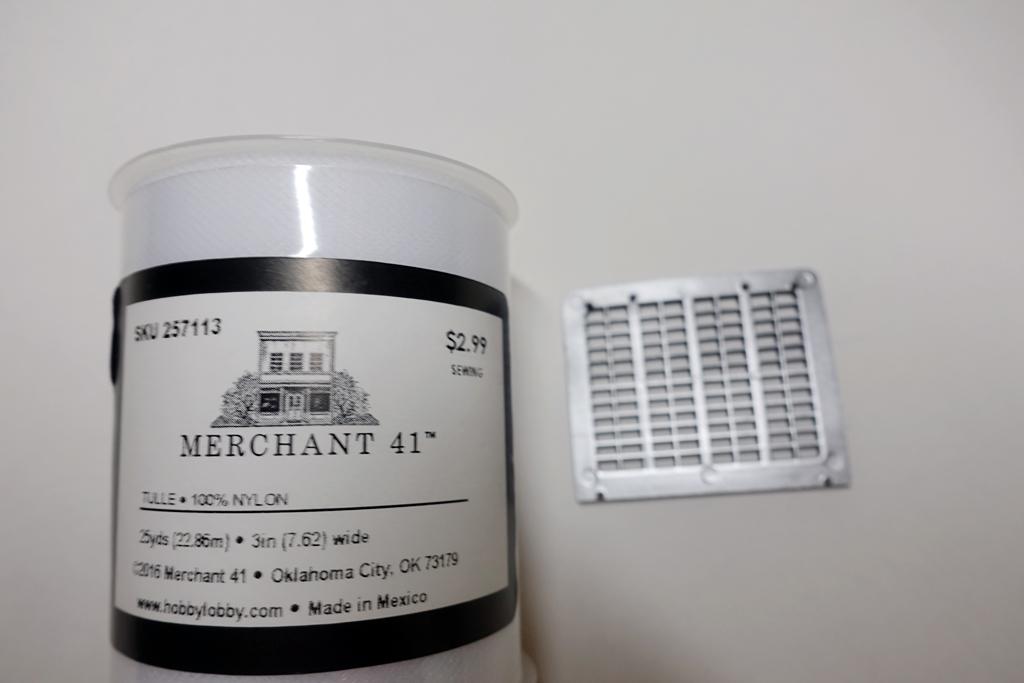 SKU 257113
$2.99
SEWING
MERCHANT 41™
TULLE • 100% NYLON
25yds (22.86m) • 3in (7.62) wide
©2016 Merchant 41 • Oklahoma City, OK 73179
www.hobbylobby.com • Made in Mexico